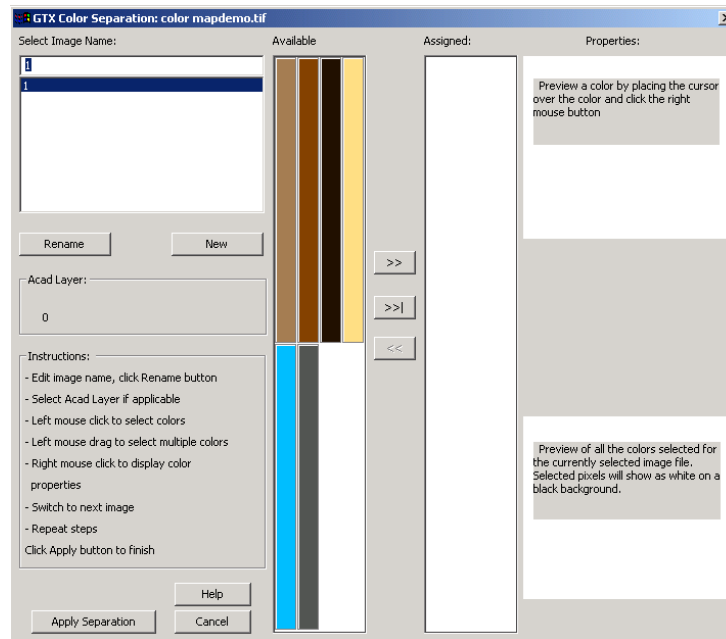 GTX Color Separation: color mapdemo.tif
Select Image Name:
Available
Assigned:
Properties:
1
1
Preview a color by placing the cursor
over the color and click the right
mouse button
Rename
New
>>
Acad Layer:
0
>>|
<<
Instructions:
- Edit image name, click Rename button
- Select Acad Layer if applicable
- Left mouse click to select colors
- Left mouse drag to select multiple colors
- Right mouse click to display color
properties
- Switch to next image
- Repeat steps
Click Apply button to finish
Preview of all the colors selected for
the currently selected image file.
Selected pixels will show as white on a
black background.
Help
Apply Separation
Cancel